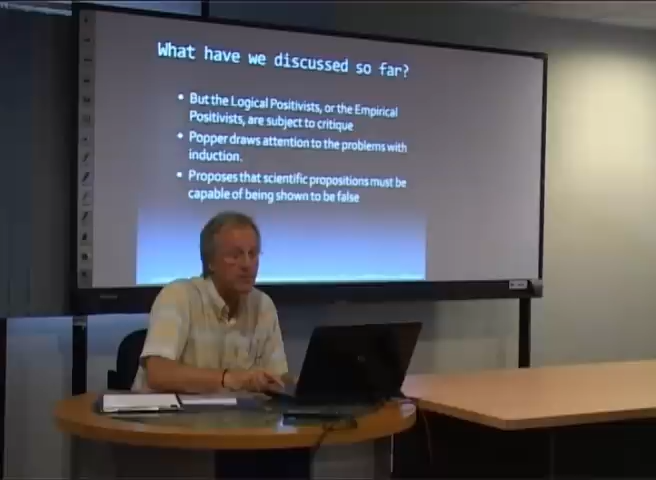 What have we discussed so far?
• But the Logical Positivists, or the Empirical
Positivists, are subject to critique
• Popper draws attention to the problems with
induction.
• Proposes that scientific propositions must be
capable of being shown to be false